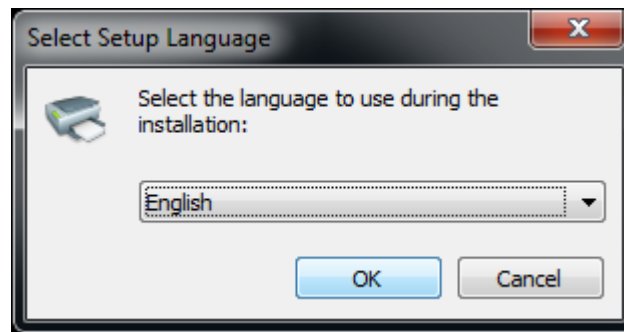 Select Setup Language
Select the language to use during the
installation:
English
OK
Cancel